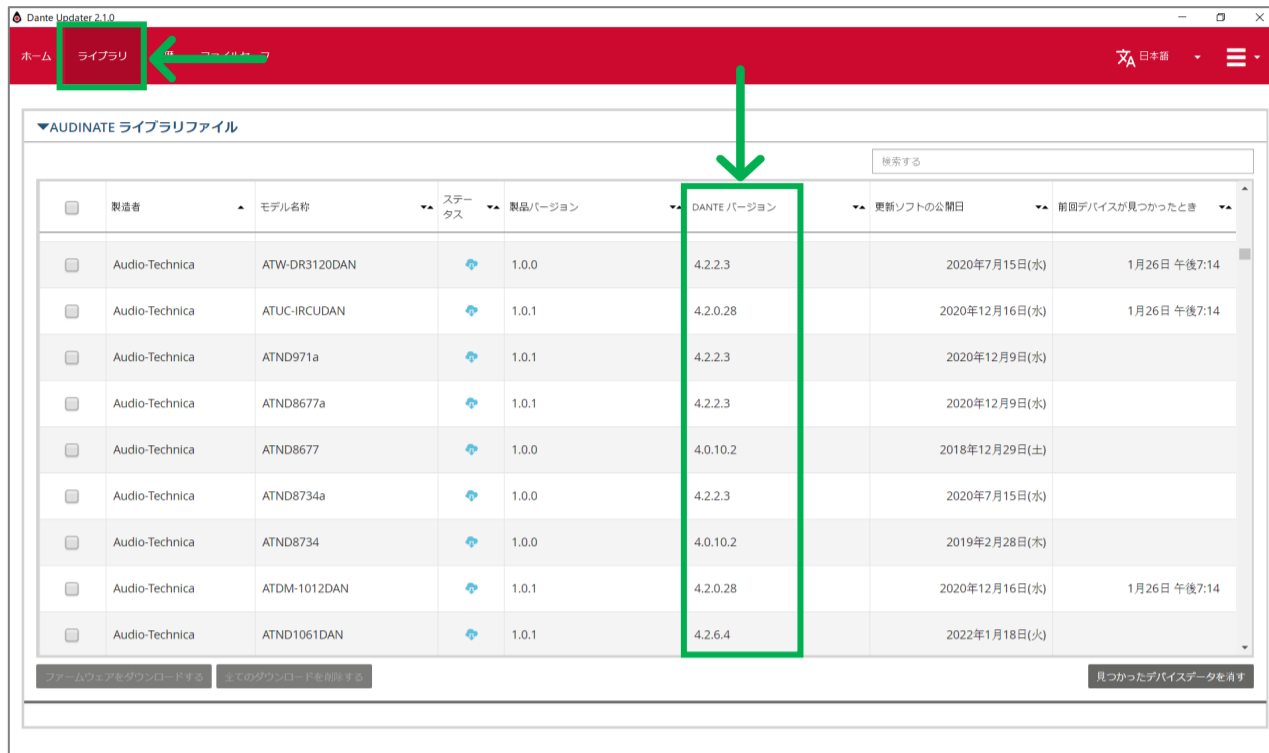 Dante Updater 2.1.0
ホーム ライブラリ 日本語
▼AUDINATE ライブラリファイル
検索する
製造者 モデル名称 ステータス 製品バージョン DANTE バージョン 更新ソフトの公開日 前回デバイスが見つかったとき
Audio-Technica ATW-DR3120DAN 1.0.0 4.2.2.3 2020年7月15日(水) 1月26日 午後7:14
Audio-Technica ATUC-IRCUDAN 1.0.1 4.2.0.28 2020年12月16日(水) 1月26日 午後7:14
Audio-Technica ATND971a 1.0.1 4.2.2.3 2020年12月9日(水)
Audio-Technica ATND8677a 1.0.1 4.2.2.3 2020年12月9日(水)
Audio-Technica ATND8677 1.0.0 4.0.10.2 2018年12月29日(土)
Audio-Technica ATND8734a 1.0.0 4.2.2.3 2020年7月15日(水)
Audio-Technica ATND8734 1.0.0 4.0.10.2 2019年2月28日(木)
Audio-Technica ATDM-1012DAN 1.0.1 4.2.0.28 2020年12月16日(水) 1月26日 午後7:14
Audio-Technica ATND1061DAN 1.0.1 4.2.6.4 2022年1月18日(火)
ファームウェアをダウンロードする 全てのダウンロードを削除する 見つかったデバイスデータを消す